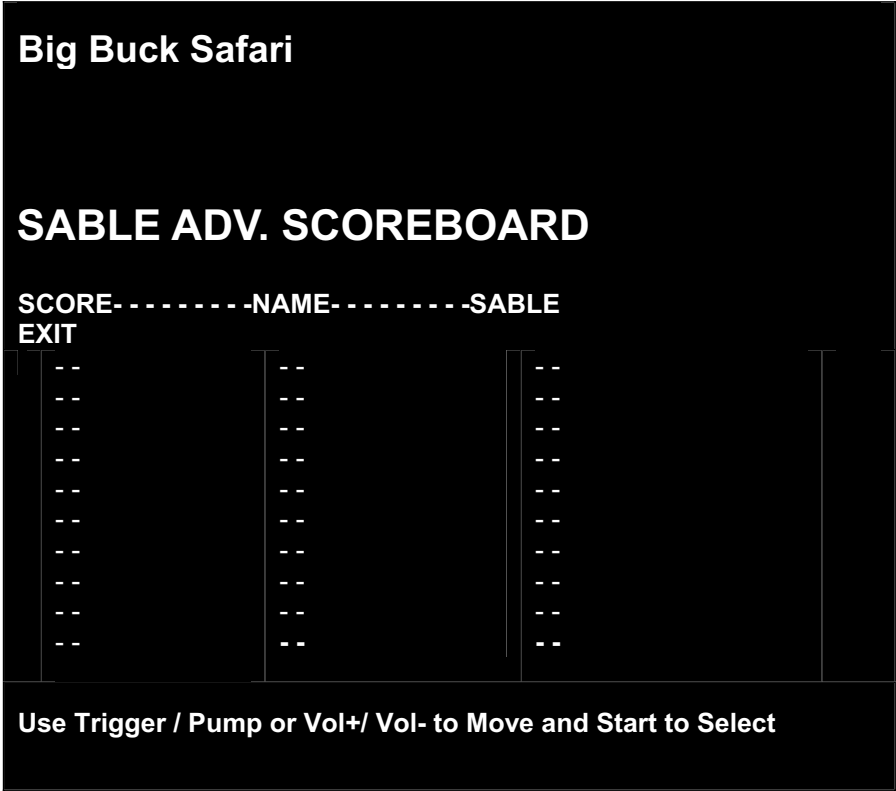 Big Buck Safari
SABLE ADV. SCOREBOARD
SCORE- - - - - - - - -NAME- - - - - - - - -SABLE
EXIT
- - - - - -
- - - - - -
- - - - - -
- - - - - -
- - - - - -
- - - - - -
- - - - - -
- - - - - -
- - - - - -
- - - - - -
Use Trigger / Pump or Vol+/ Vol- to Move and Start to Select